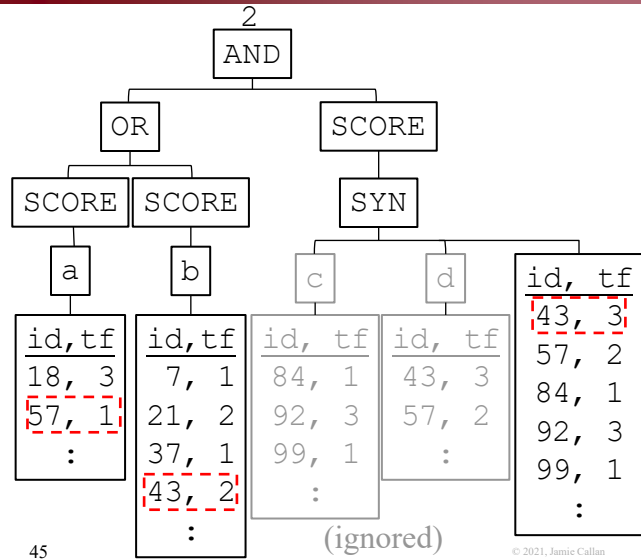 2
AND
OR
SCORE
SCORE
SCORE
SYN
a
b
c
d
id,tf
18, 3
57, 1
:
id,tf
7, 1
21, 2
37, 1
43, 2
:
id, tf
84, 1
92, 3
99, 1
:
id, tf
43, 3
57, 2
:
id, tf
43, 3
57, 2
84, 1
92, 3
99, 1
:
(ignored)
45
© 2021, Jamie Callan